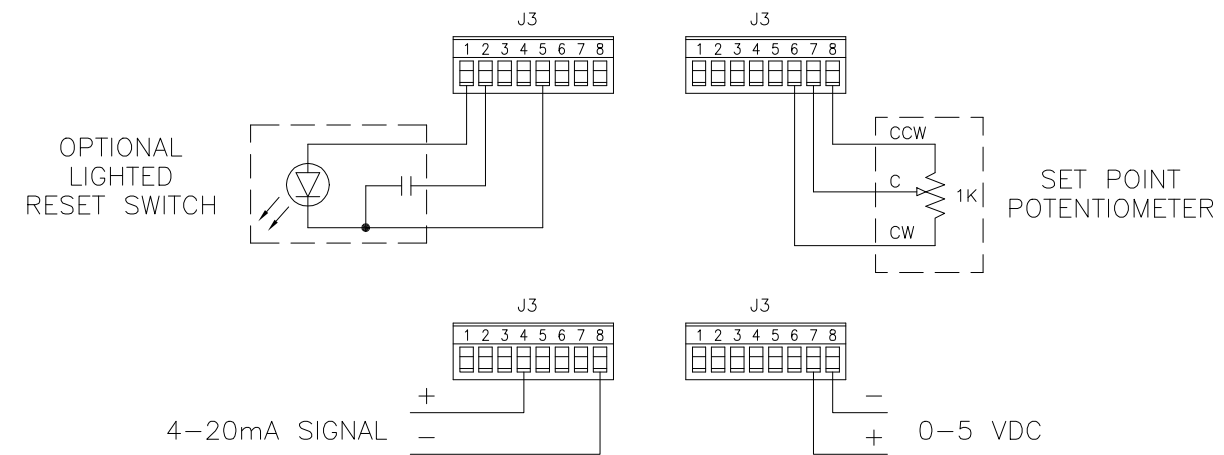 J3
1 2 3 4 5 6 7 8
OPTIONAL
LIGHTED
RESET SWITCH
J3
1 2 3 4 5 6 7 8
CCW
C
1K
CW
SET POINT
POTENTIOMETER
J3
1 2 3 4 5 6 7 8
+
4-20mA SIGNAL
-
J3
1 2 3 4 5 6 7 8
-
0-5 VDC
+